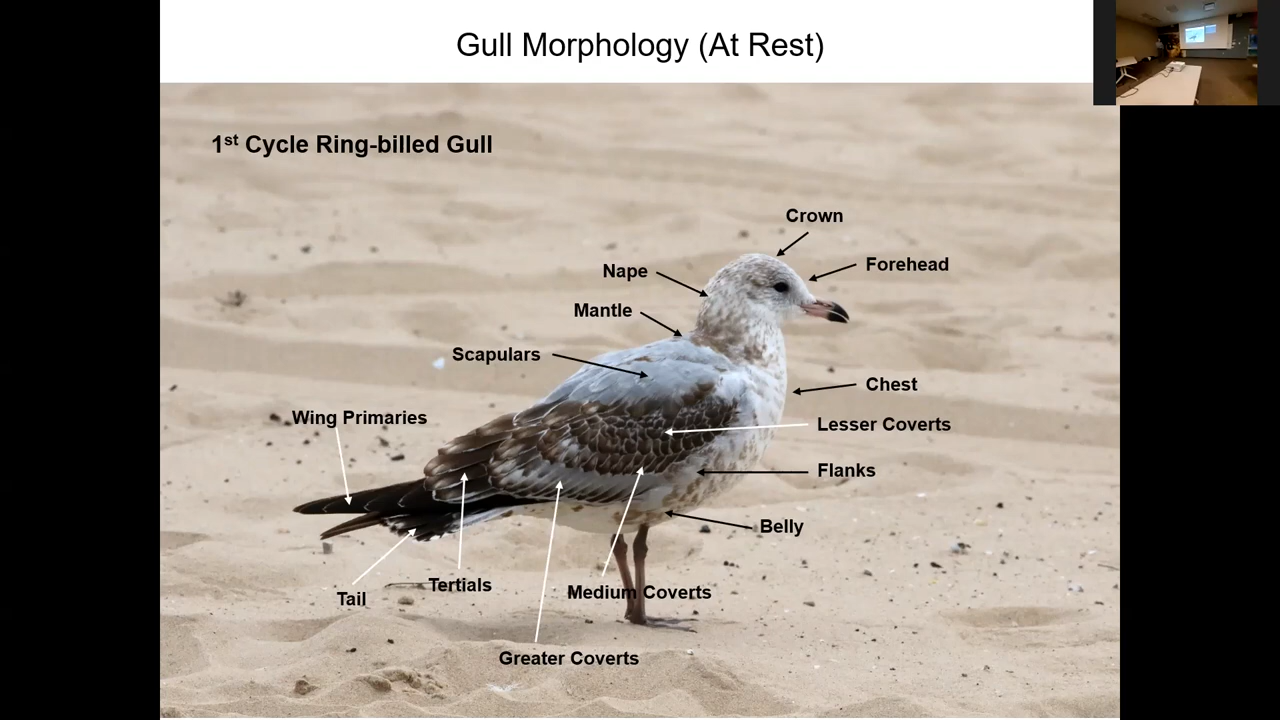 Gull Morphology (At Rest)
1st Cycle Ring-billed Gull
Crown
Forehead
Nape
Mantle
Scapulars
Chest
Wing Primaries
Lesser Coverts
Flanks
Belly
Tertials
Tail
Medium Coverts
Greater Coverts